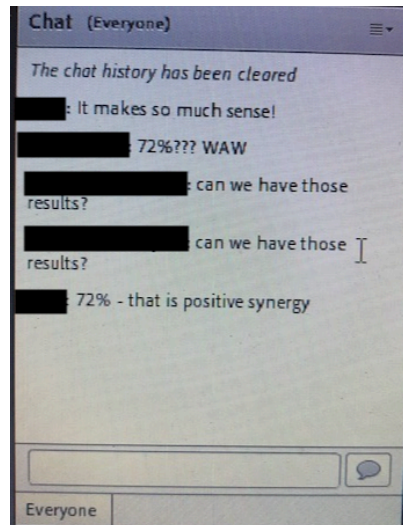 Chat (Everyone)
The chat history has been cleared
: It makes so much sense!
: 72%??? WAW
: can we have those
results?
: can we have those
results?
: 72% - that is positive synergy
Everyone